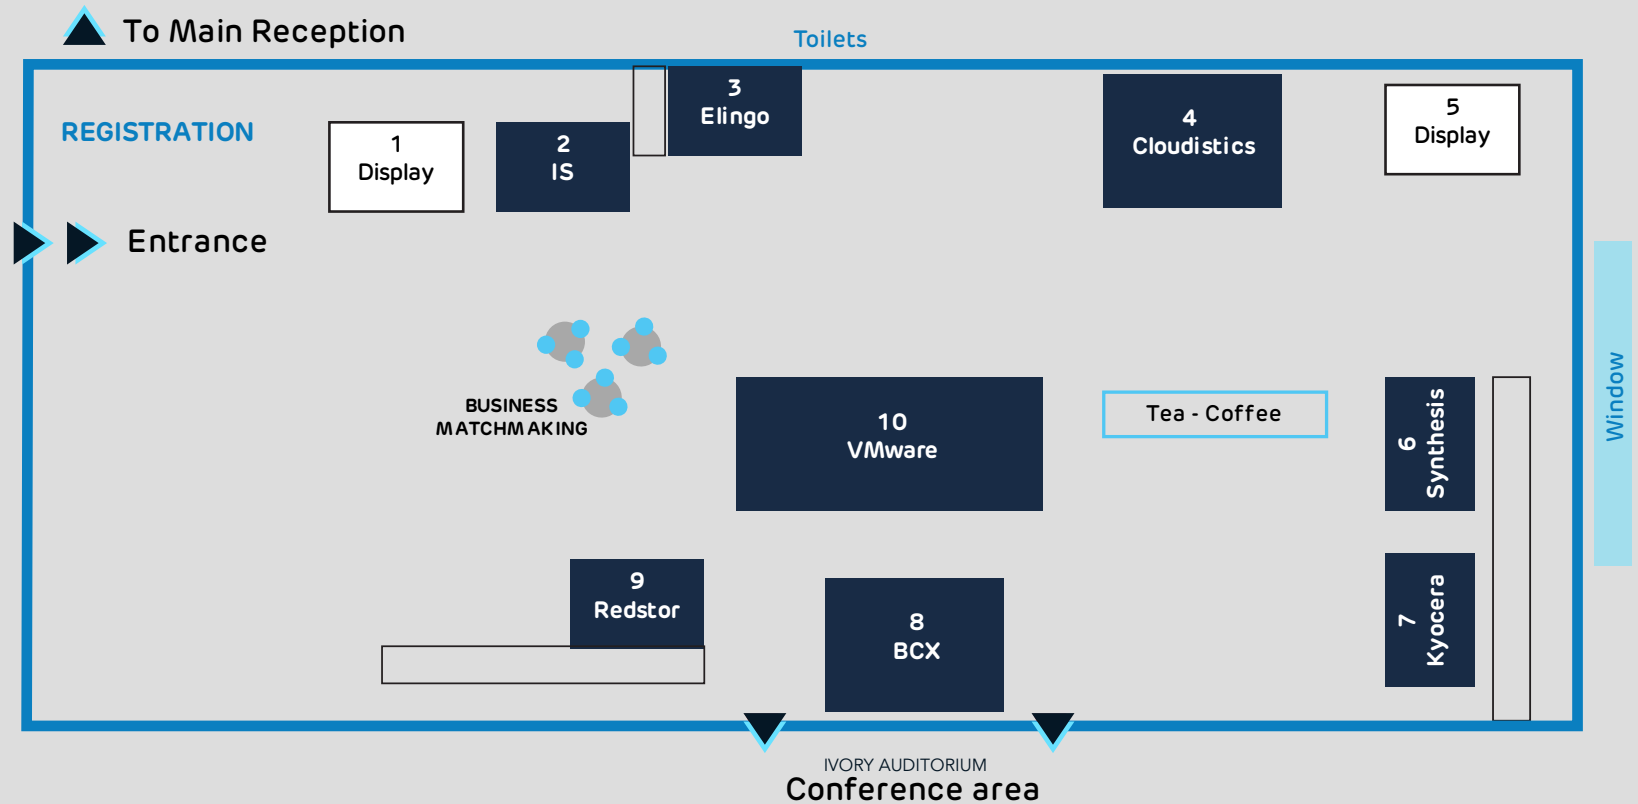 To Main Reception
Toilets
REGISTRATION
1
Display
2
IS
3
Elingo
4
Cloudistics
5
Display
Entrance
BUSINESS
MATCHMAKING
10
VMware
Tea - Coffee
6
Synthesis
Window
9
Redstor
8
BCX
7
Kyocera
IVORY AUDITORIUM
Conference area